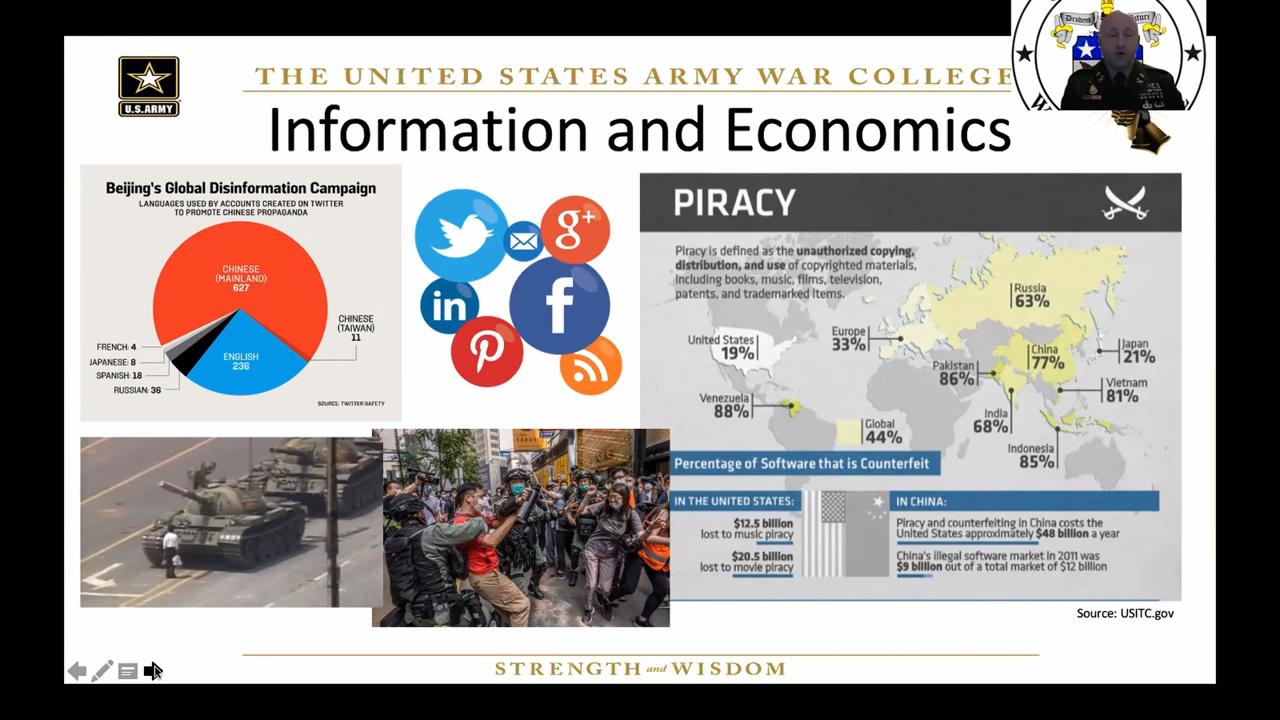 THE UNITED STATES ARMY WAR COLLEGE
U.S.ARMY
Information and Economics
Beijing's Global Disinformation Campaign
LANGUAGES USED BY ACCOUNTS CREATED ON TWITTER
TO PROMOTE CHINESE PROPAGANDA
CHINESE
(MAINLAND)
627
CHINESE
(TAIWAN)
11
ENGLISH
236
FRENCH: 4
JAPANESE: 8
SPANISH: 18
RUSSIAN: 36
SOURCE: TWITTER SAFETY
g+
in
f
PIRACY
Piracy is defined as the unauthorized copying,
distribution, and use of copyrighted materials,
including books, music, films, television,
patents, and trademarked items.
Russia
63%
United States
19%
Europe
33%
China
77%
Japan
21%
Pakistan
86%
Vietnam
81%
Venezuela
88%
India
68%
Global
44%
Indonesia
85%
Percentage of Software that is Counterfeit
IN THE UNITED STATES:
$12.5 billion
lost to music piracy
$20.5 billion
lost to movie piracy
IN CHINA:
Piracy and counterfeiting in China costs the
United States approximately $48 billion a year
China's illegal software market in 2011 was
$9 billion out of a total market of $12 billion
Source: USITC.gov
STRENGTH and WISDOM